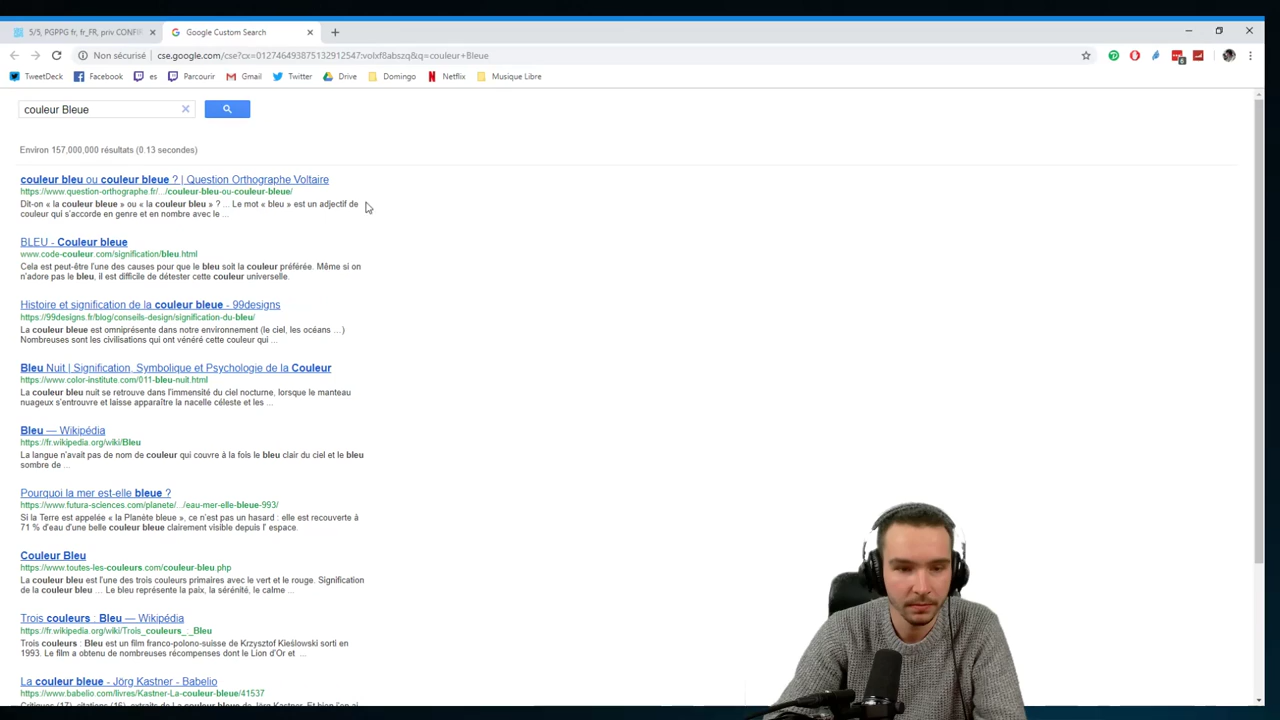 5/5, PGPPG fr, fr_FR, priv CONFI
Google Custom Search
Non sécurisé
cse.google.com/cse?cx=012746493875132912547:volxf8abszq&q=couleur+Bleue
TweetDeck
Facebook
es
Parcourir
Gmail
Twitter
Drive
Domingo
Netflix
Musique Libre
couleur Bleue
Environ 157,000,000 résultats (0.13 secondes)
couleur bleu ou couleur bleue ? | Question Orthographe Voltaire
https://www.question-orthographe.fr/.../couleur-bleu-ou-couleur-bleue/
Dit-on « la couleur bleue » ou « la couleur bleu » ? ... Le mot « bleu » est un adjectif de
couleur qui s'accorde en genre et en nombre avec le ...
BLEU - Couleur bleue
www.code-couleur.com/signification/bleu.html
Cela est peut-être l'une des causes pour que le bleu soit la couleur préférée. Même si on
n'adore pas le bleu, il est difficile de détester cette couleur universelle.
Histoire et signification de la couleur bleue - 99designs
https://99designs.fr/blog/conseils-design/signification-du-bleu/
La couleur bleue est omniprésente dans notre environnement (le ciel, les océans ...)
Nombreuses sont les civilisations qui ont vénéré cette couleur qui ...
Bleu Nuit | Signification, Symbolique et Psychologie de la Couleur
https://www.color-institute.com/011-bleu-nuit.html
La couleur bleu nuit se retrouve dans l'immensité du ciel nocturne, lorsque le manteau
nuageux s'entrouvre et laisse apparaître la nacelle céleste et les ...
Bleu — Wikipédia
https://fr.wikipedia.org/wiki/Bleu
La langue n'avait pas de nom de couleur qui couvre à la fois le bleu clair du ciel et le bleu
sombre de ...
Pourquoi la mer est-elle bleue ?
https://www.futura-sciences.com/planete/.../eau-mer-elle-bleue-993/
Si la Terre est appelée « la Planète bleue », ce n'est pas un hasard : elle est recouverte à
71 % d'eau d'une belle couleur bleue clairement visible depuis l' espace.
Couleur Bleu
https://www.toutes-les-couleurs.com/couleur-bleu.php
La couleur bleu est l'une des trois couleurs primaires avec le vert et le rouge. Signification
de la couleur bleu ... Le bleu représente la paix, la sérénité, le calme ...
Trois couleurs : Bleu — Wikipédia
https://fr.wikipedia.org/wiki/Trois_couleurs_:_Bleu
Trois couleurs : Bleu est un film franco-polono-suisse de Krzysztof Kieślowski sorti en
1993. Le film a obtenu de nombreuses récompenses dont le Lion d'Or et ...
La couleur bleue - Jörg Kastner - Babelio
https://www.babelio.com/livres/Kastner-La-couleur-bleue/41537
Critiques (17), citations (16), extraits de La couleur bleue de Jörg Kastner. Et bien l'on al